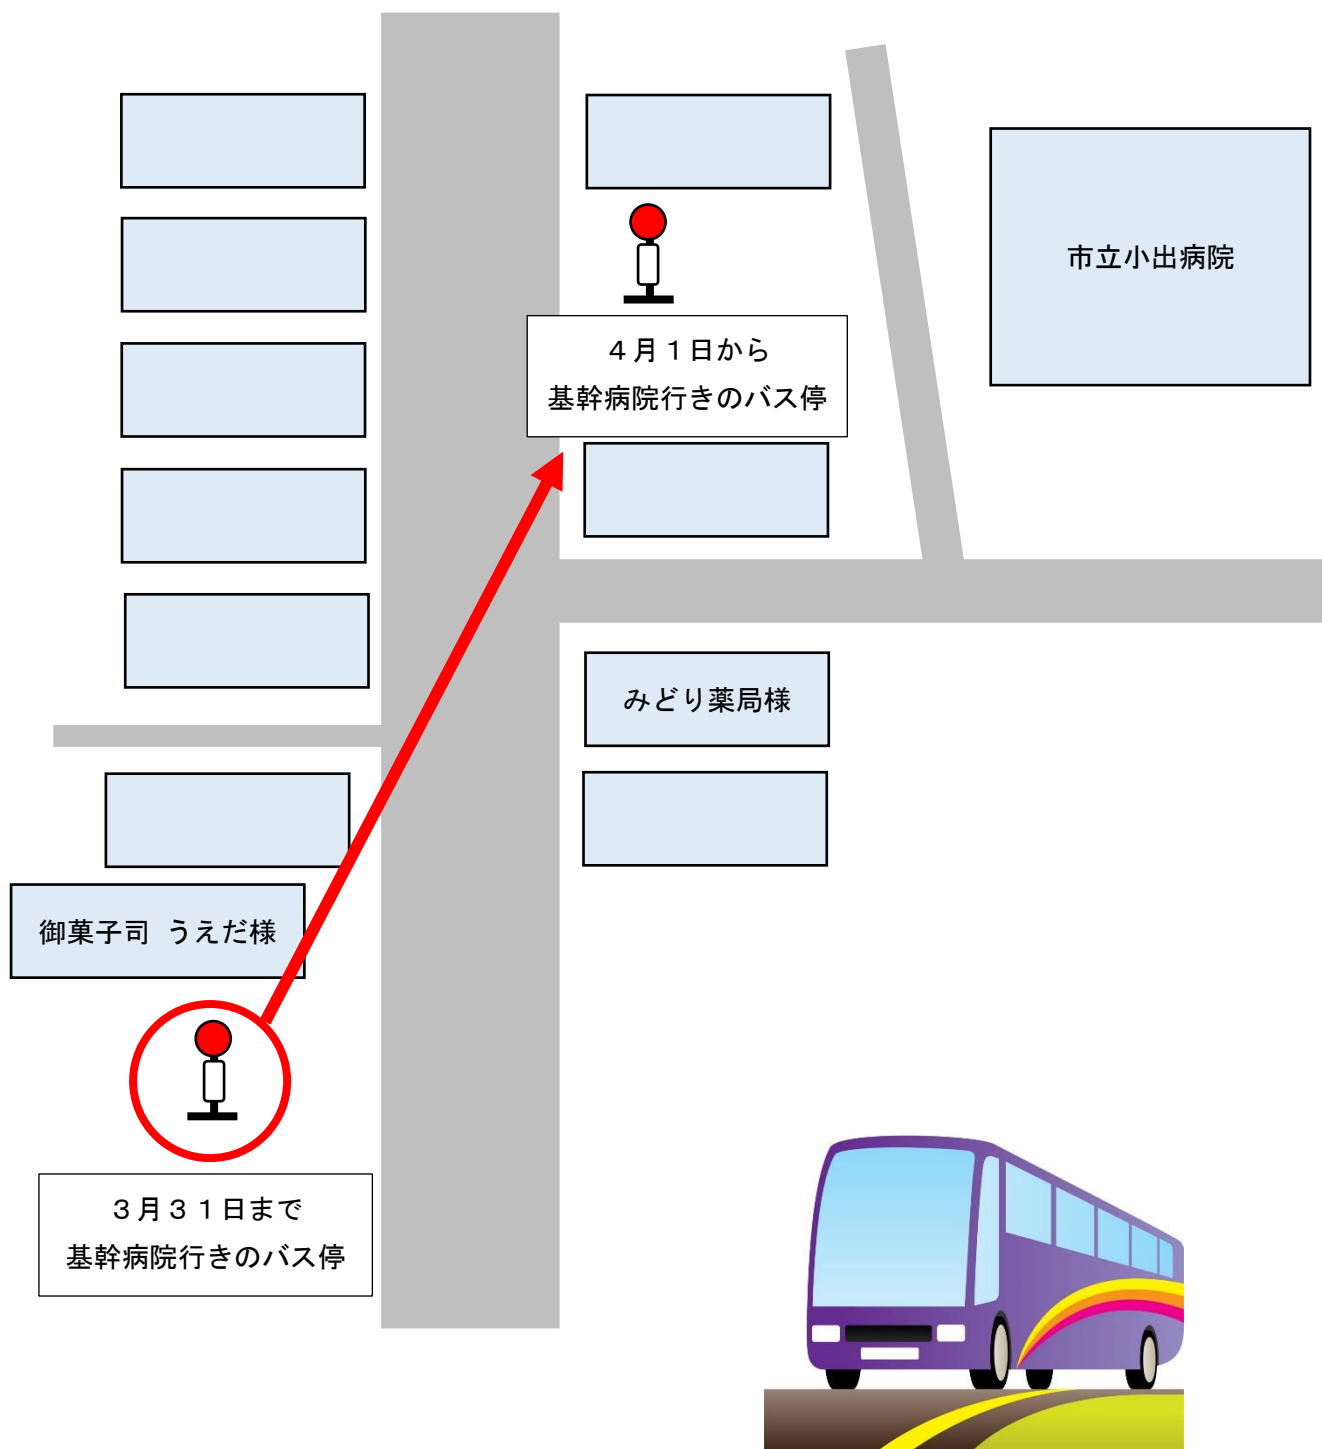 市立小出病院
４月１日から
基幹病院行きのバス停
みどり薬局様
御菓子司 うえだ様
３月３１日まで
基幹病院行きのバス停